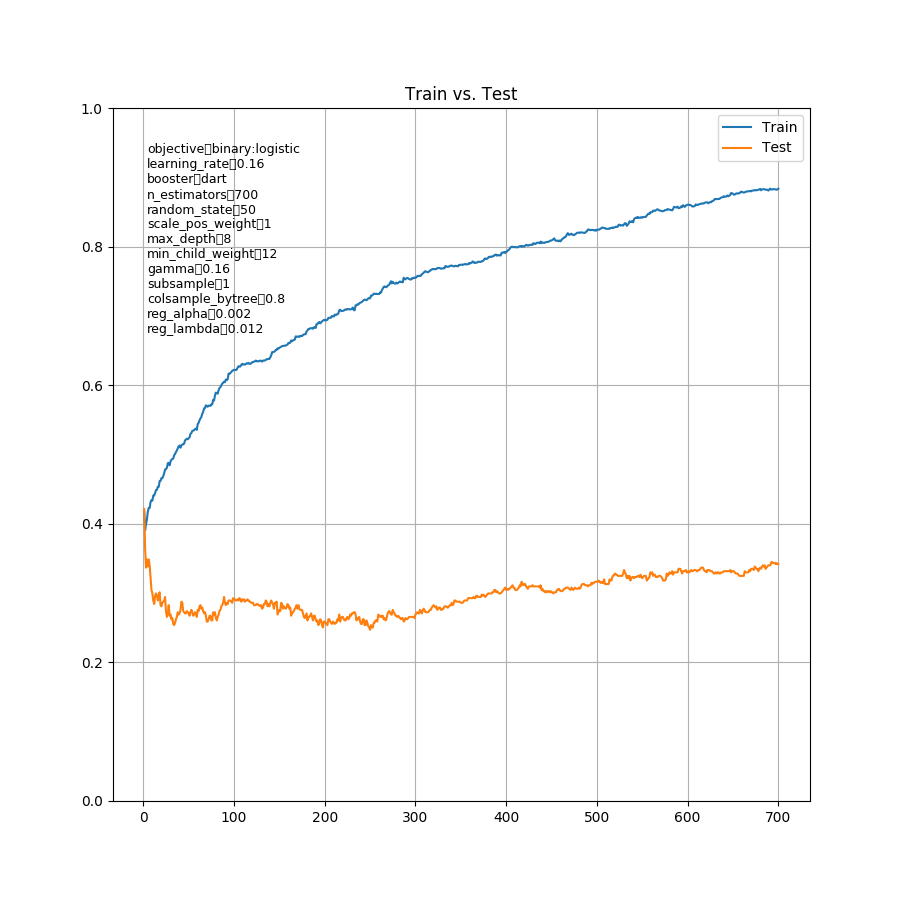 Train vs. Test
1.0
Train
Test
objective▯binary:logistic
learning_rate▯0.16
booster▯dart
n_estimators▯700
random_state▯50
scale_pos_weight▯1
max_depth▯8
min_child_weight▯12
gamma▯0.16
subsample▯1
colsample_bytree▯0.8
reg_alpha▯0.002
reg_lambda▯0.012
0.8
0.6
0.4
0.2
0.0
0 100 200 300 400 500 600 700